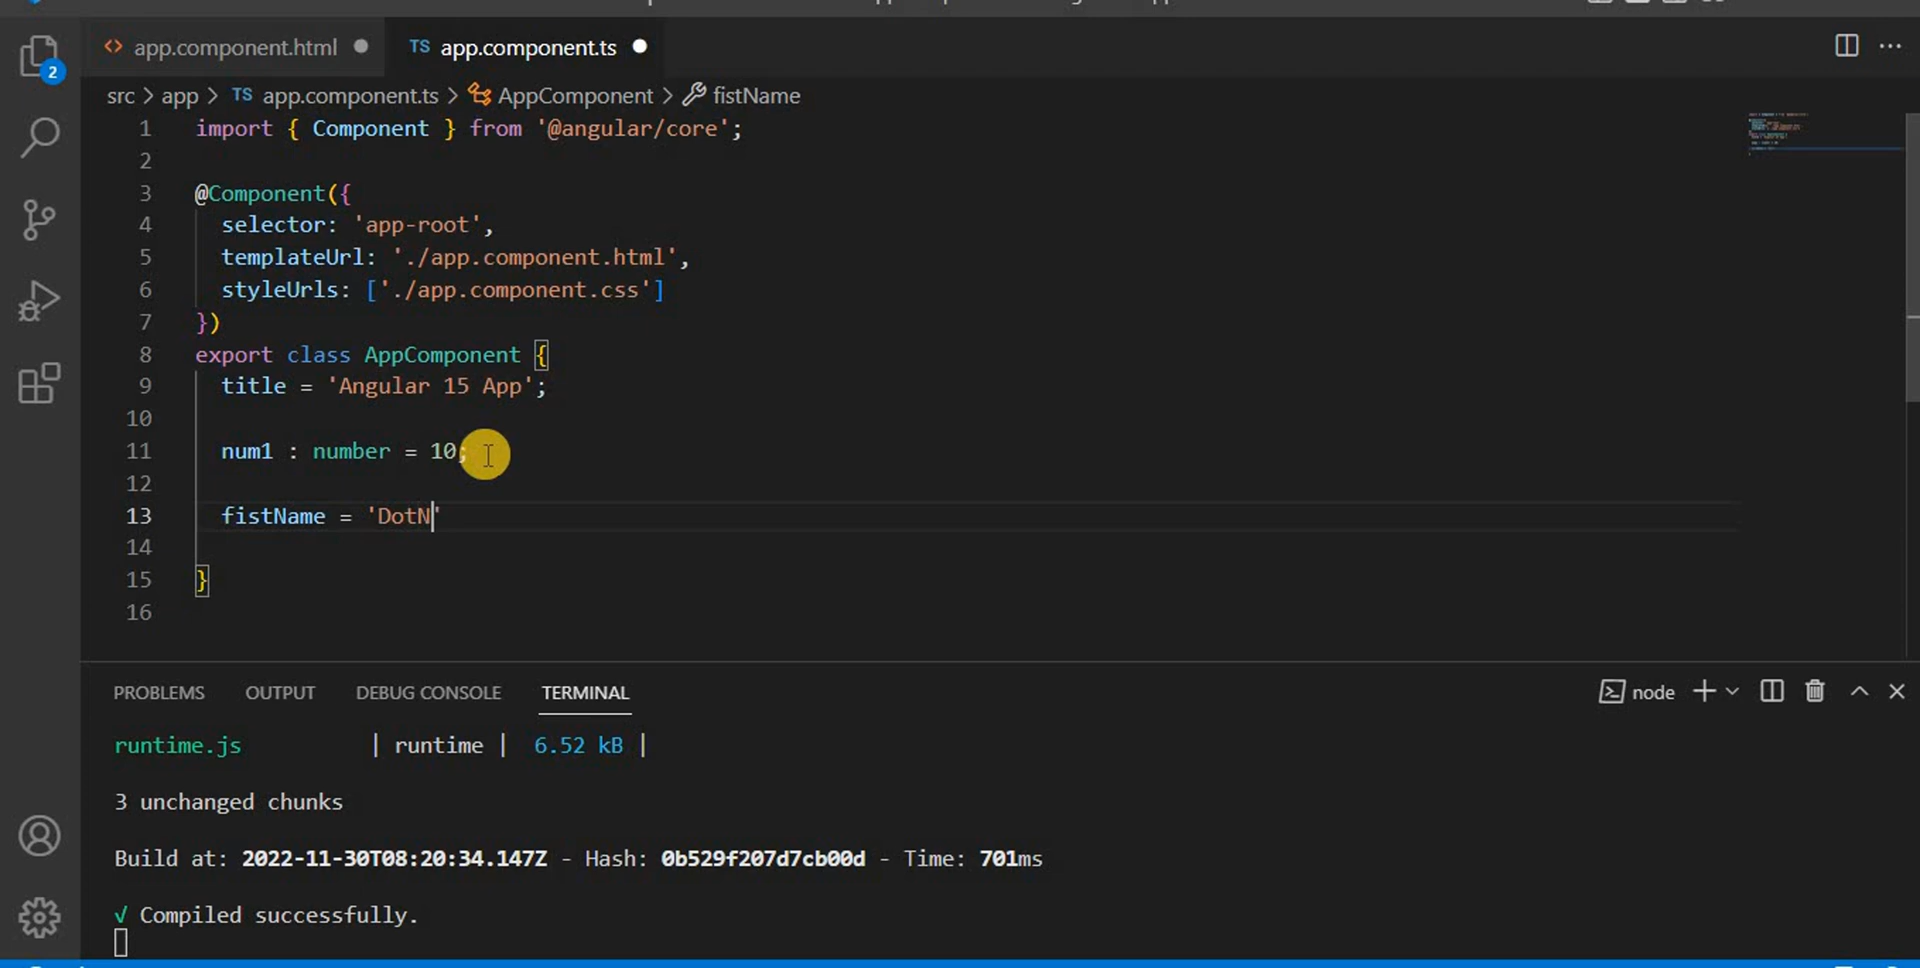 app.component.html
TS app.component.ts
2
src > app > TS app.component.ts > AppComponent > fistName
1 import { Component } from '@angular/core';
2
3 @Component({
4 selector: 'app-root',
5 templateUrl: './app.component.html',
6 styleUrls: ['./app.component.css']
7 })
8 export class AppComponent {
9 title = 'Angular 15 App';
10
11 num1 : number = 10;
12
13 fistName = 'DotN'
14
15 }
16
PROBLEMS OUTPUT DEBUG CONSOLE TERMINAL node
runtime.js | runtime | 6.52 kB |
3 unchanged chunks
Build at: 2022-11-30T08:20:34.147Z - Hash: 0b529f207d7cb00d - Time: 701ms
√ Compiled successfully.